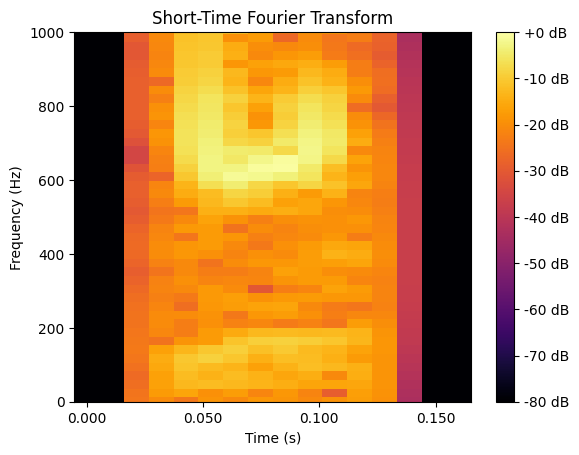 Short-Time Fourier Transform
1000
800
600
400
200
0
Frequency (Hz)
0.000
0.050
0.100
0.150
Time (s)
+0 dB
-10 dB
-20 dB
-30 dB
-40 dB
-50 dB
-60 dB
-70 dB
-80 dB